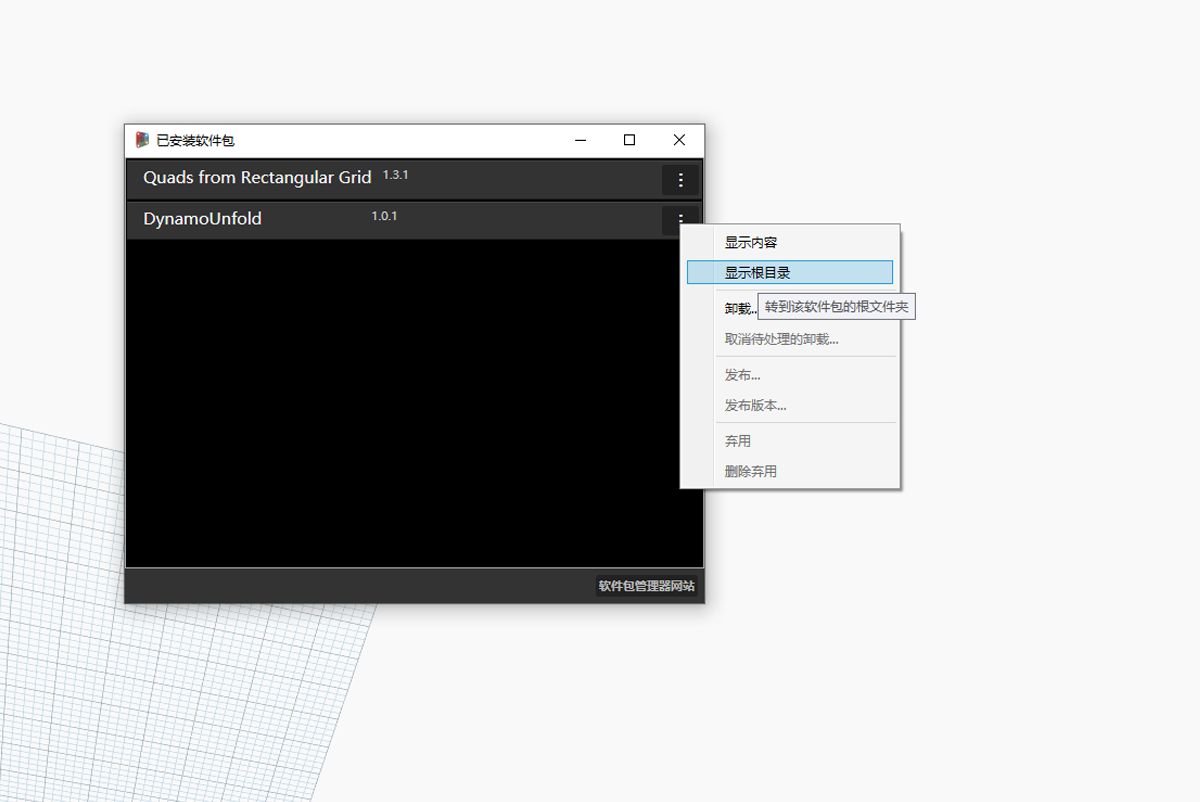 已安装软件包
Quads from Rectangular Grid 1.3.1
DynamoUnfold 1.0.1
显示内容
显示根目录
卸载..
转到该软件包的根文件夹
取消待处理的卸载...
发布...
发布版本...
弃用
删除弃用
软件包管理器网站